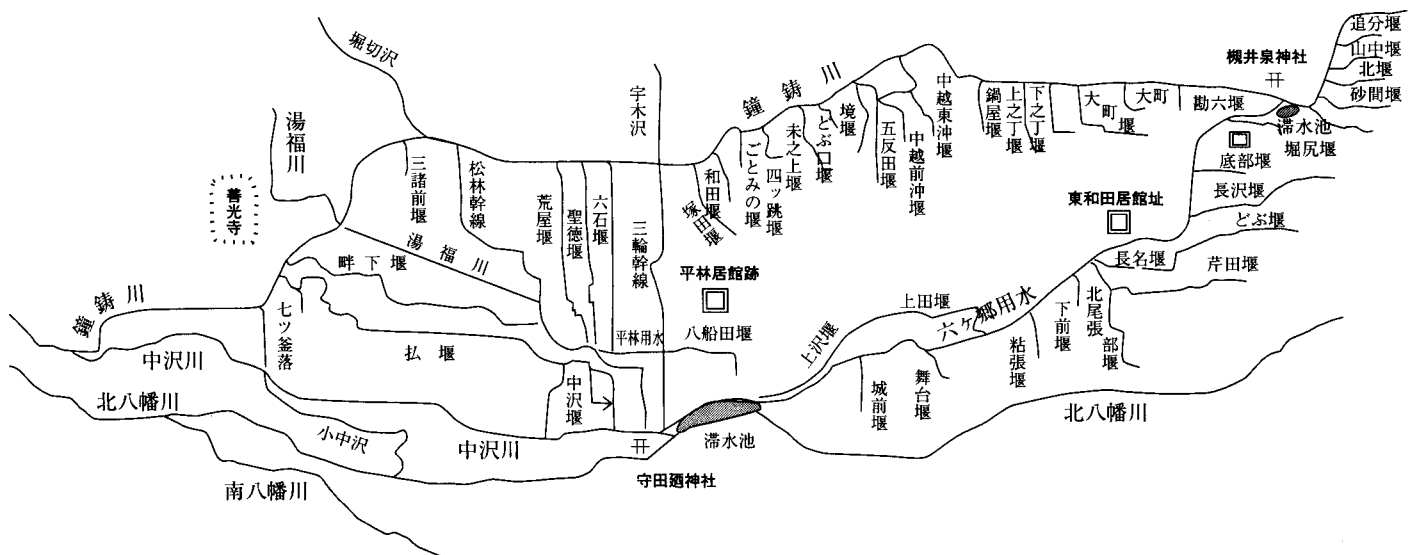 堀切沢
宇木沢
鐘鋳川
中越東沖堰
槻井泉神社
追分堰
山中堰
北堰
砂間堰
湯福川
善光寺
三諸前堰
松林幹線
荒屋堰
聖徳堰
六石堰
三輪幹線
和田堰
塚田堰
ごとみの堰
四ッ跳堰
未之上堰
どぶ口堰
境堰
五反田堰
中越前沖堰
鍋屋堰
上之丁堰
下之丁堰
大町堰
大町
勘六堰
滞水池
堀尻堰
底部堰
長沢堰
どぶ堰
東和田居館址
長名堰
芹田堰
湯福川
畔下堰
平林居館跡
鐘鋳川
七ツ釜落
中沢川
払堰
平林用水
八船田堰
上田堰
六ヶ郷用水
上沢堰
北尾張部堰
下前堰
粘張堰
舞台堰
城前堰
北八幡川
中沢堰
北八幡川
小中沢
中沢川
滞水池
守田廼神社
南八幡川